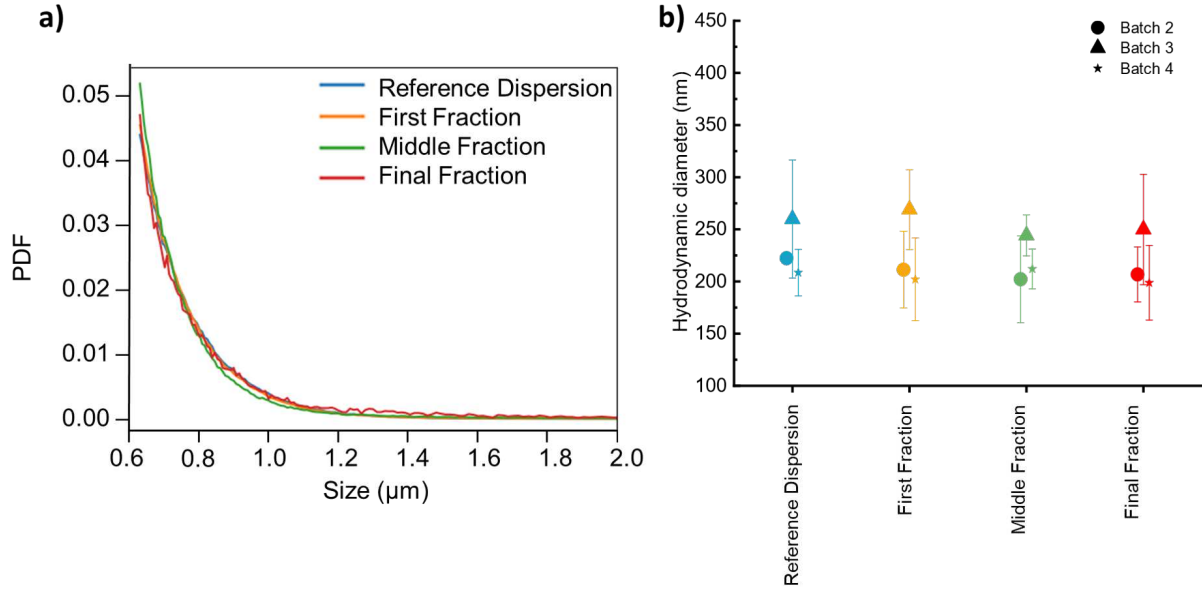 a)
PDF
0.05
0.04
0.03
0.02
0.01
0.00
0.6 0.8 1.0 1.2 1.4 1.6 1.8 2.0
Size (µm)
Reference Dispersion
First Fraction
Middle Fraction
Final Fraction
b)
Hydrodynamic diameter (nm)
450
400
350
300
250
200
150
100
Batch 2
Batch 3
Batch 4
Reference Dispersion
First Fraction
Middle Fraction
Final Fraction